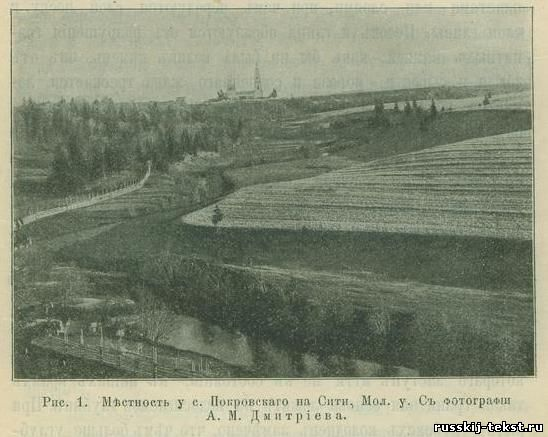 Рис. 1. Мѣстность у с. Покровскаго на Сити, Мол. у. Съ фотографіи
А. М. Дмитріева.
russkij-tekst.ru